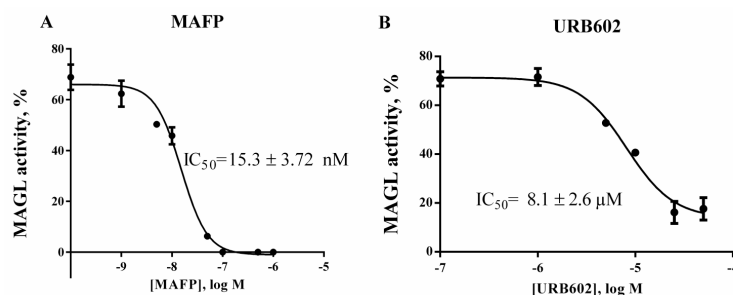 A
MAFP
MAGL activity, %
80
60
40
20
0
IC50=15.3 ± 3.72 nM
-9
-8
-7
-6
-5
[MAFP], log M
B
URB602
MAGL activity, %
80
60
40
20
0
IC50= 8.1 ± 2.6 µM
-7
-6
-5
-4
[URB602], log M